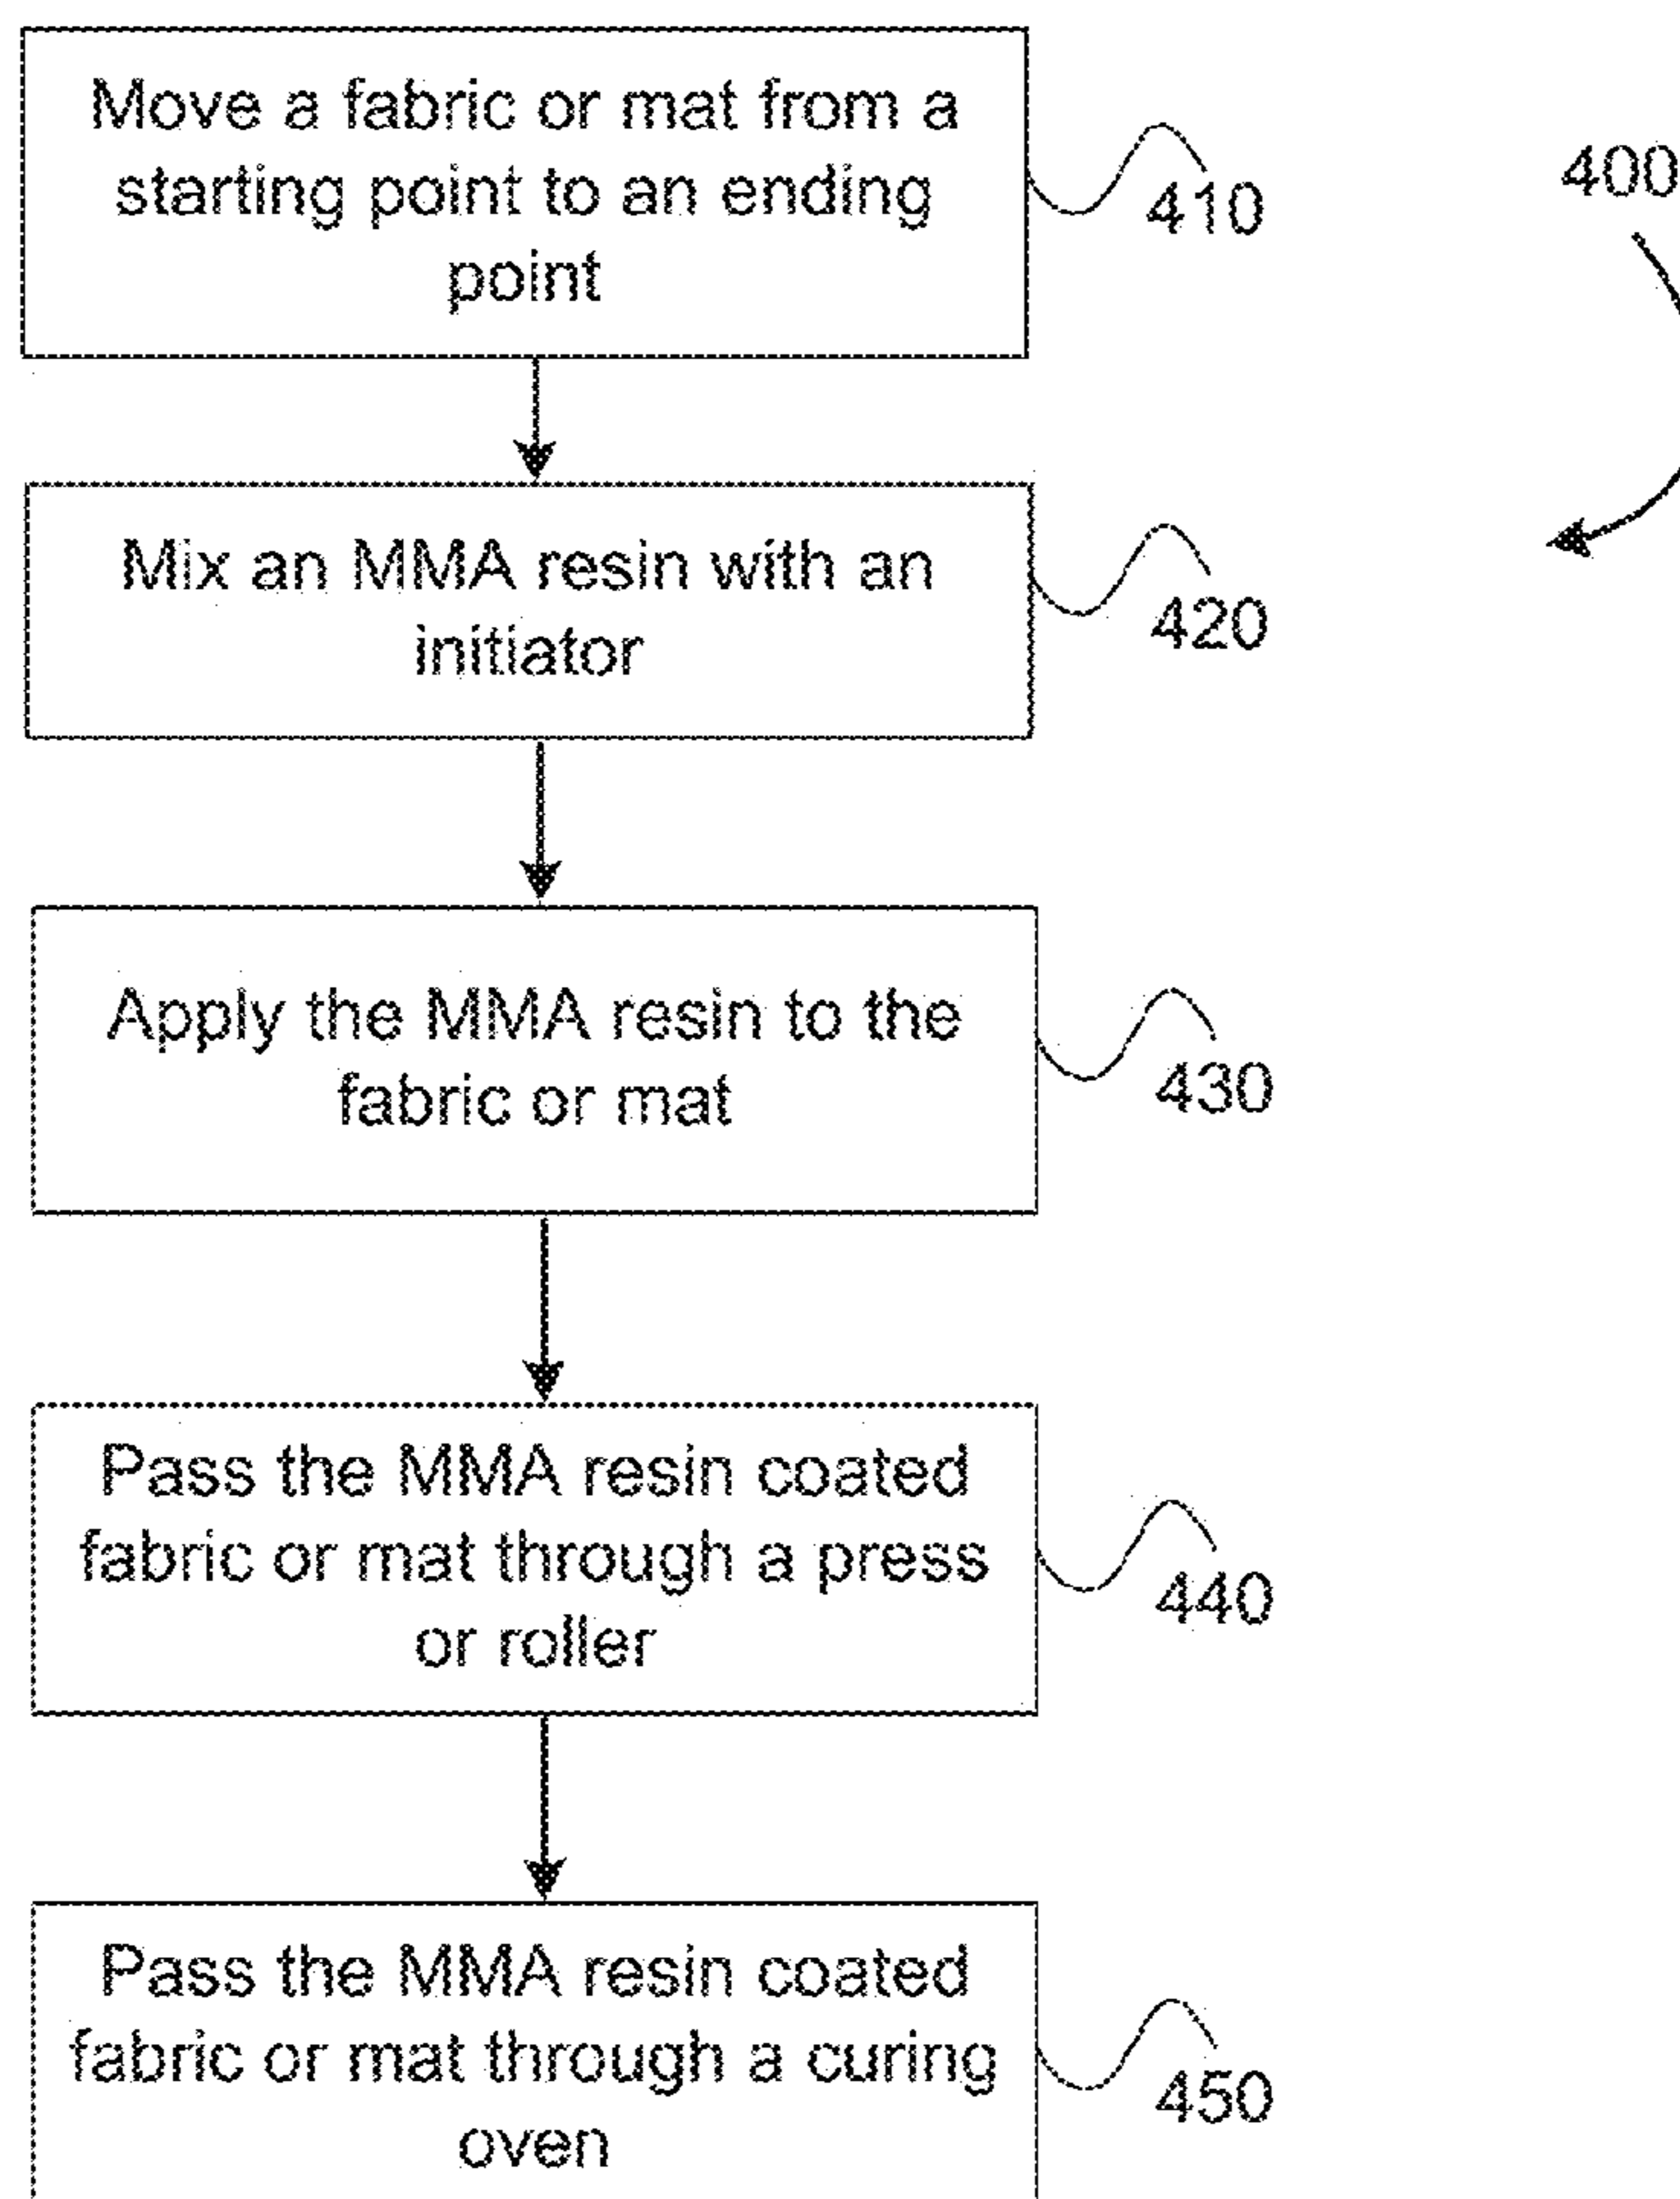 Move a fabric or mat from a
starting point to an ending
point
410
400
Mix an MMA resin with an
initiator
420
Apply the MMA resin to the
fabric or mat
430
Pass the MMA resin coated
fabric or mat through a press
or roller
440
Pass the MMA resin coated
fabric or mat through a curing
oven
450